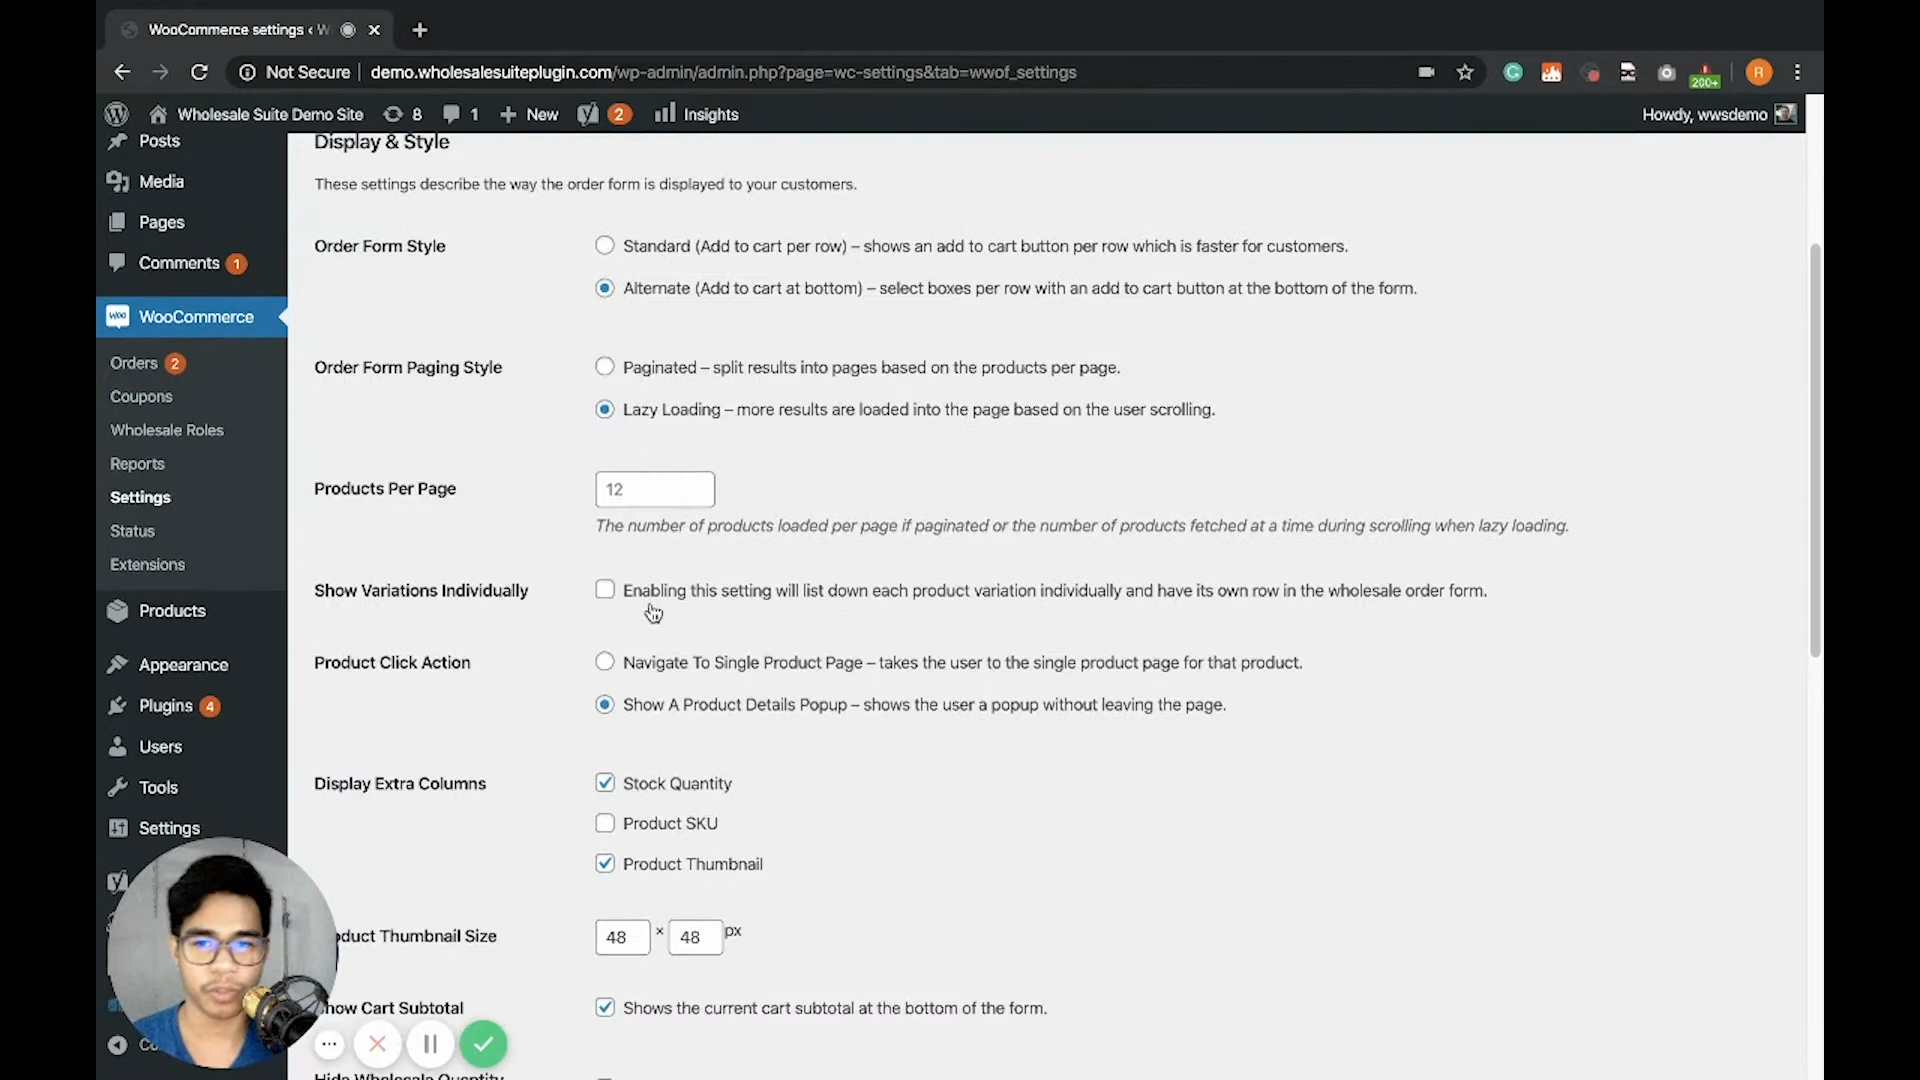 WooCommerce settings ‹ W
Not Secure
demo.wholesalesuiteplugin.com/wp-admin/admin.php?page=wc-settings&tab=wwof_settings
200+
R
Wholesale Suite Demo Site
8
1
New
2
Insights
Howdy, wwsdemo
Posts
Media
Pages
Comments 1
WooCommerce
Orders 2
Coupons
Wholesale Roles
Reports
Settings
Status
Extensions
Products
Appearance
Plugins 4
Users
Tools
Settings
Display & Style
These settings describe the way the order form is displayed to your customers.
Order Form Style
Standard (Add to cart per row) – shows an add to cart button per row which is faster for customers.
Alternate (Add to cart at bottom) – select boxes per row with an add to cart button at the bottom of the form.
Order Form Paging Style
Paginated – split results into pages based on the products per page.
Lazy Loading – more results are loaded into the page based on the user scrolling.
Products Per Page
12
The number of products loaded per page if paginated or the number of products fetched at a time during scrolling when lazy loading.
Show Variations Individually
Enabling this setting will list down each product variation individually and have its own row in the wholesale order form.
Product Click Action
Navigate To Single Product Page – takes the user to the single product page for that product.
Show A Product Details Popup – shows the user a popup without leaving the page.
Display Extra Columns
Stock Quantity
Product SKU
Product Thumbnail
oduct Thumbnail Size
48 × 48 px
how Cart Subtotal
Shows the current cart subtotal at the bottom of the form.
Hide Wholesale Quantity